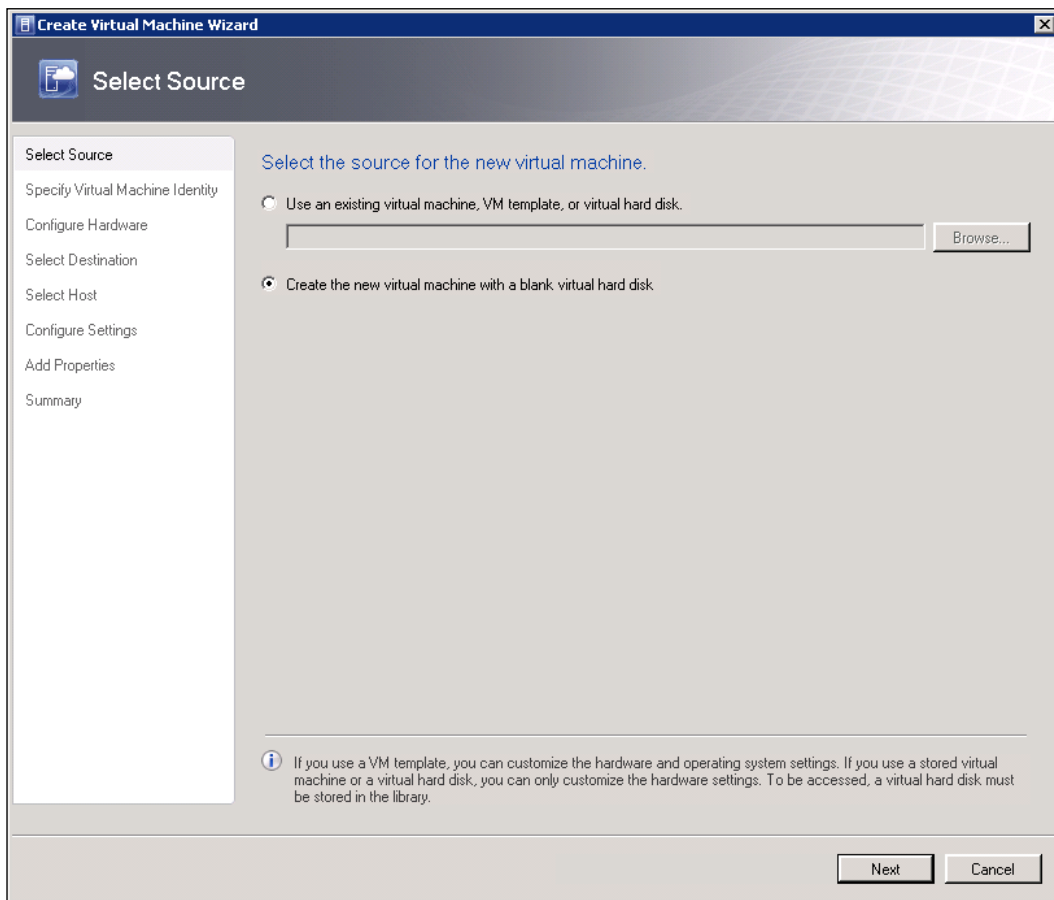 Create Virtual Machine Wizard
Select Source
Select Source
Specify Virtual Machine Identity
Configure Hardware
Select Destination
Select Host
Configure Settings
Add Properties
Summary
Select the source for the new virtual machine.
Use an existing virtual machine, VM template, or virtual hard disk.
Browse...
Create the new virtual machine with a blank virtual hard disk
If you use a VM template, you can customize the hardware and operating system settings. If you use a stored virtual
machine or a virtual hard disk, you can only customize the hardware settings. To be accessed, a virtual hard disk must
be stored in the library.
Next
Cancel